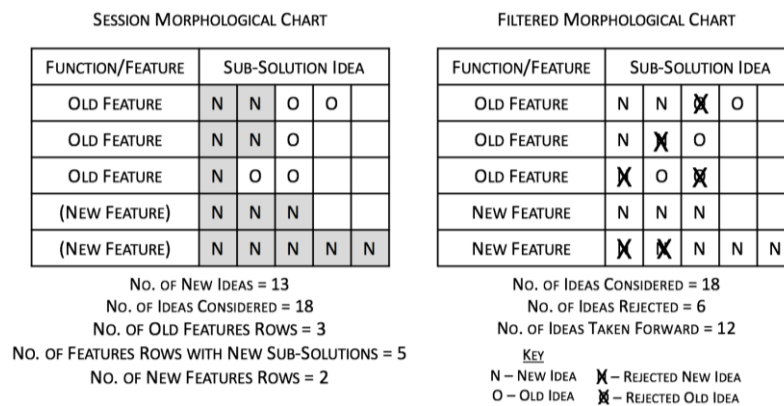 SESSION MORPHOLOGICAL CHART
FUNCTION/FEATURE SUB-SOLUTION IDEA
OLD FEATURE N N O O
OLD FEATURE N N O
OLD FEATURE N O O
(NEW FEATURE) N N N
(NEW FEATURE) N N N N N
NO. OF NEW IDEAS = 13
NO. OF IDEAS CONSIDERED = 18
NO. OF OLD FEATURES ROWS = 3
NO. OF FEATURES ROWS WITH NEW SUB-SOLUTIONS = 5
NO. OF NEW FEATURES ROWS = 2
FILTERED MORPHOLOGICAL CHART
FUNCTION/FEATURE SUB-SOLUTION IDEA
OLD FEATURE N N O O
OLD FEATURE N N O
OLD FEATURE N O O
NEW FEATURE N N N
NEW FEATURE N N N N N
NO. OF IDEAS CONSIDERED = 18
NO. OF IDEAS REJECTED = 6
NO. OF IDEAS TAKEN FORWARD = 12
KEY
N – NEW IDEA N – REJECTED NEW IDEA
O – OLD IDEA O – REJECTED OLD IDEA